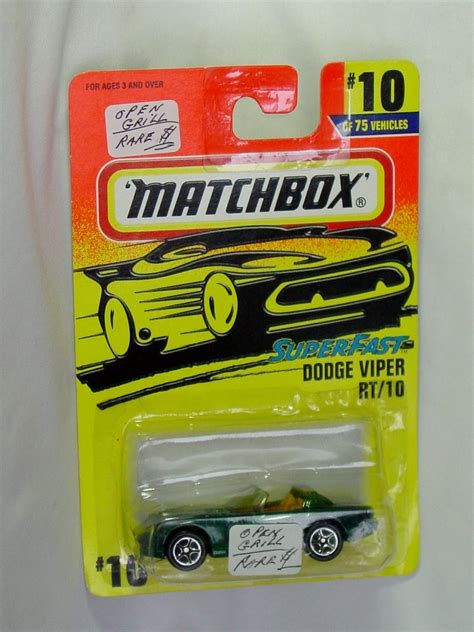 FOR AGES 3 AND OVER
OPEN
GRILL
RARE
#10
OF 75 VEHICLES
'MATCHBOX'®
SUPERFAST™
DODGE VIPER
RT/10
#10
OPEN
GRILL
RARE